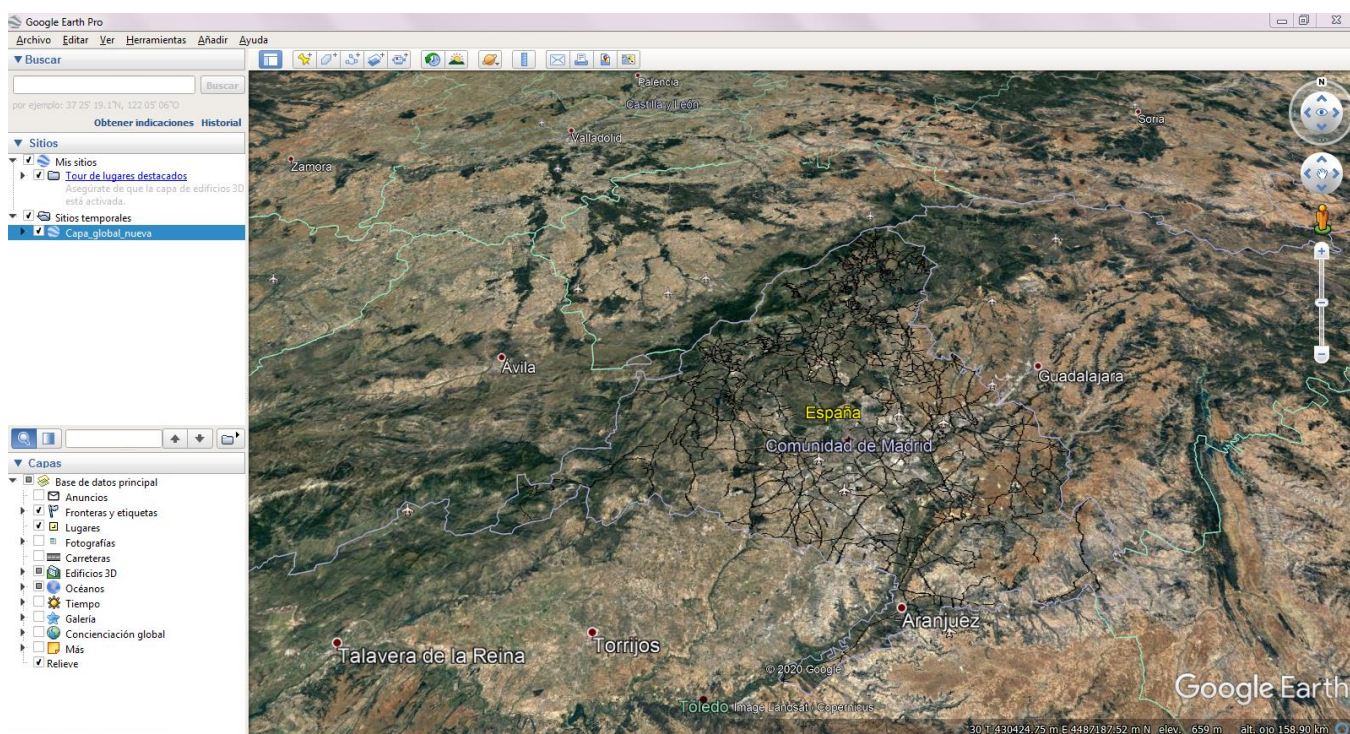 Google Earth Pro
Archivo Editar Ver Herramientas Añadir Ayuda
Buscar
Buscar
por ejemplo: 37 25' 19.1"N, 122 05' 06"O
Obtener indicaciones Historial
Sitios
Mis sitios
Tour de lugares destacados
Asegúrate de que la capa de edificios 3D
está activada.
Sitios temporales
Capa_global_nueva
Capas
Base de datos principal
Anuncios
Fronteras y etiquetas
Lugares
Fotografías
Carreteras
Edificios 3D
Océanos
Tiempo
Galería
Concienciación global
Más
Relieve
Palencia
Castilla y León
Soria
Valladolid
Zamora
N
Ávila
Guadalajara
España
Comunidad de Madrid
Aranjuez
Torrijos
Talavera de la Reina
© 2020 Google
Toledo
Image Landsat / Copernicus
Google Earth
30 T 430424.75 m E 4487187.52 m N elev. 659 m alt. ojo 158.90 km